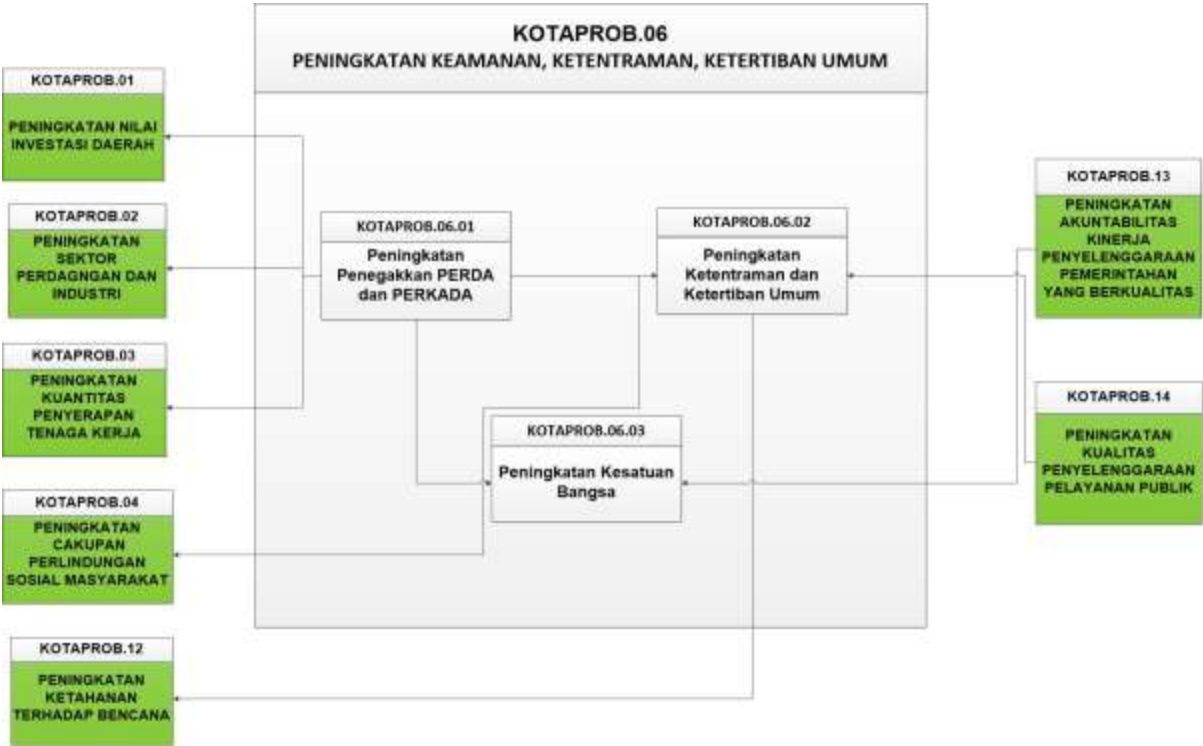 KOTAPROB.06
PENINGKATAN KEAMANAN, KETENTRAMAN, KETERTIBAN UMUM
KOTAPROB.01
PENINGKATAN NILAI
INVESTASI DAERAH
KOTAPROB.02
PENINGKATAN
SEKTOR
PERDAGNGAN DAN
INDUSTRI
KOTAPROB.03
PENINGKATAN
KUANTITAS
PENYERAPAN
TENAGA KERJA
KOTAPROB.04
PENINGKATAN
CAKUPAN
PERLINDUNGAN
SOSIAL MASYARAKAT
KOTAPROB.12
PENINGKATAN
KETAHANAN
TERHADAP BENCANA
KOTAPROB.06.01
Peningkatan
Penegakkan PERDA
dan PERKADA
KOTAPROB.06.02
Peningkatan
Ketentraman dan
Ketertiban Umum
KOTAPROB.06.03
Peningkatan Kesatuan
Bangsa
KOTAPROB.13
PENINGKATAN
AKUNTABILITAS
KINERJA
PENYELENGGARAAN
PEMERINTAHAN
YANG BERKUALITAS
KOTAPROB.14
PENINGKATAN
KUALITAS
PENYELENGGARAAN
PELAYANAN PUBLIK